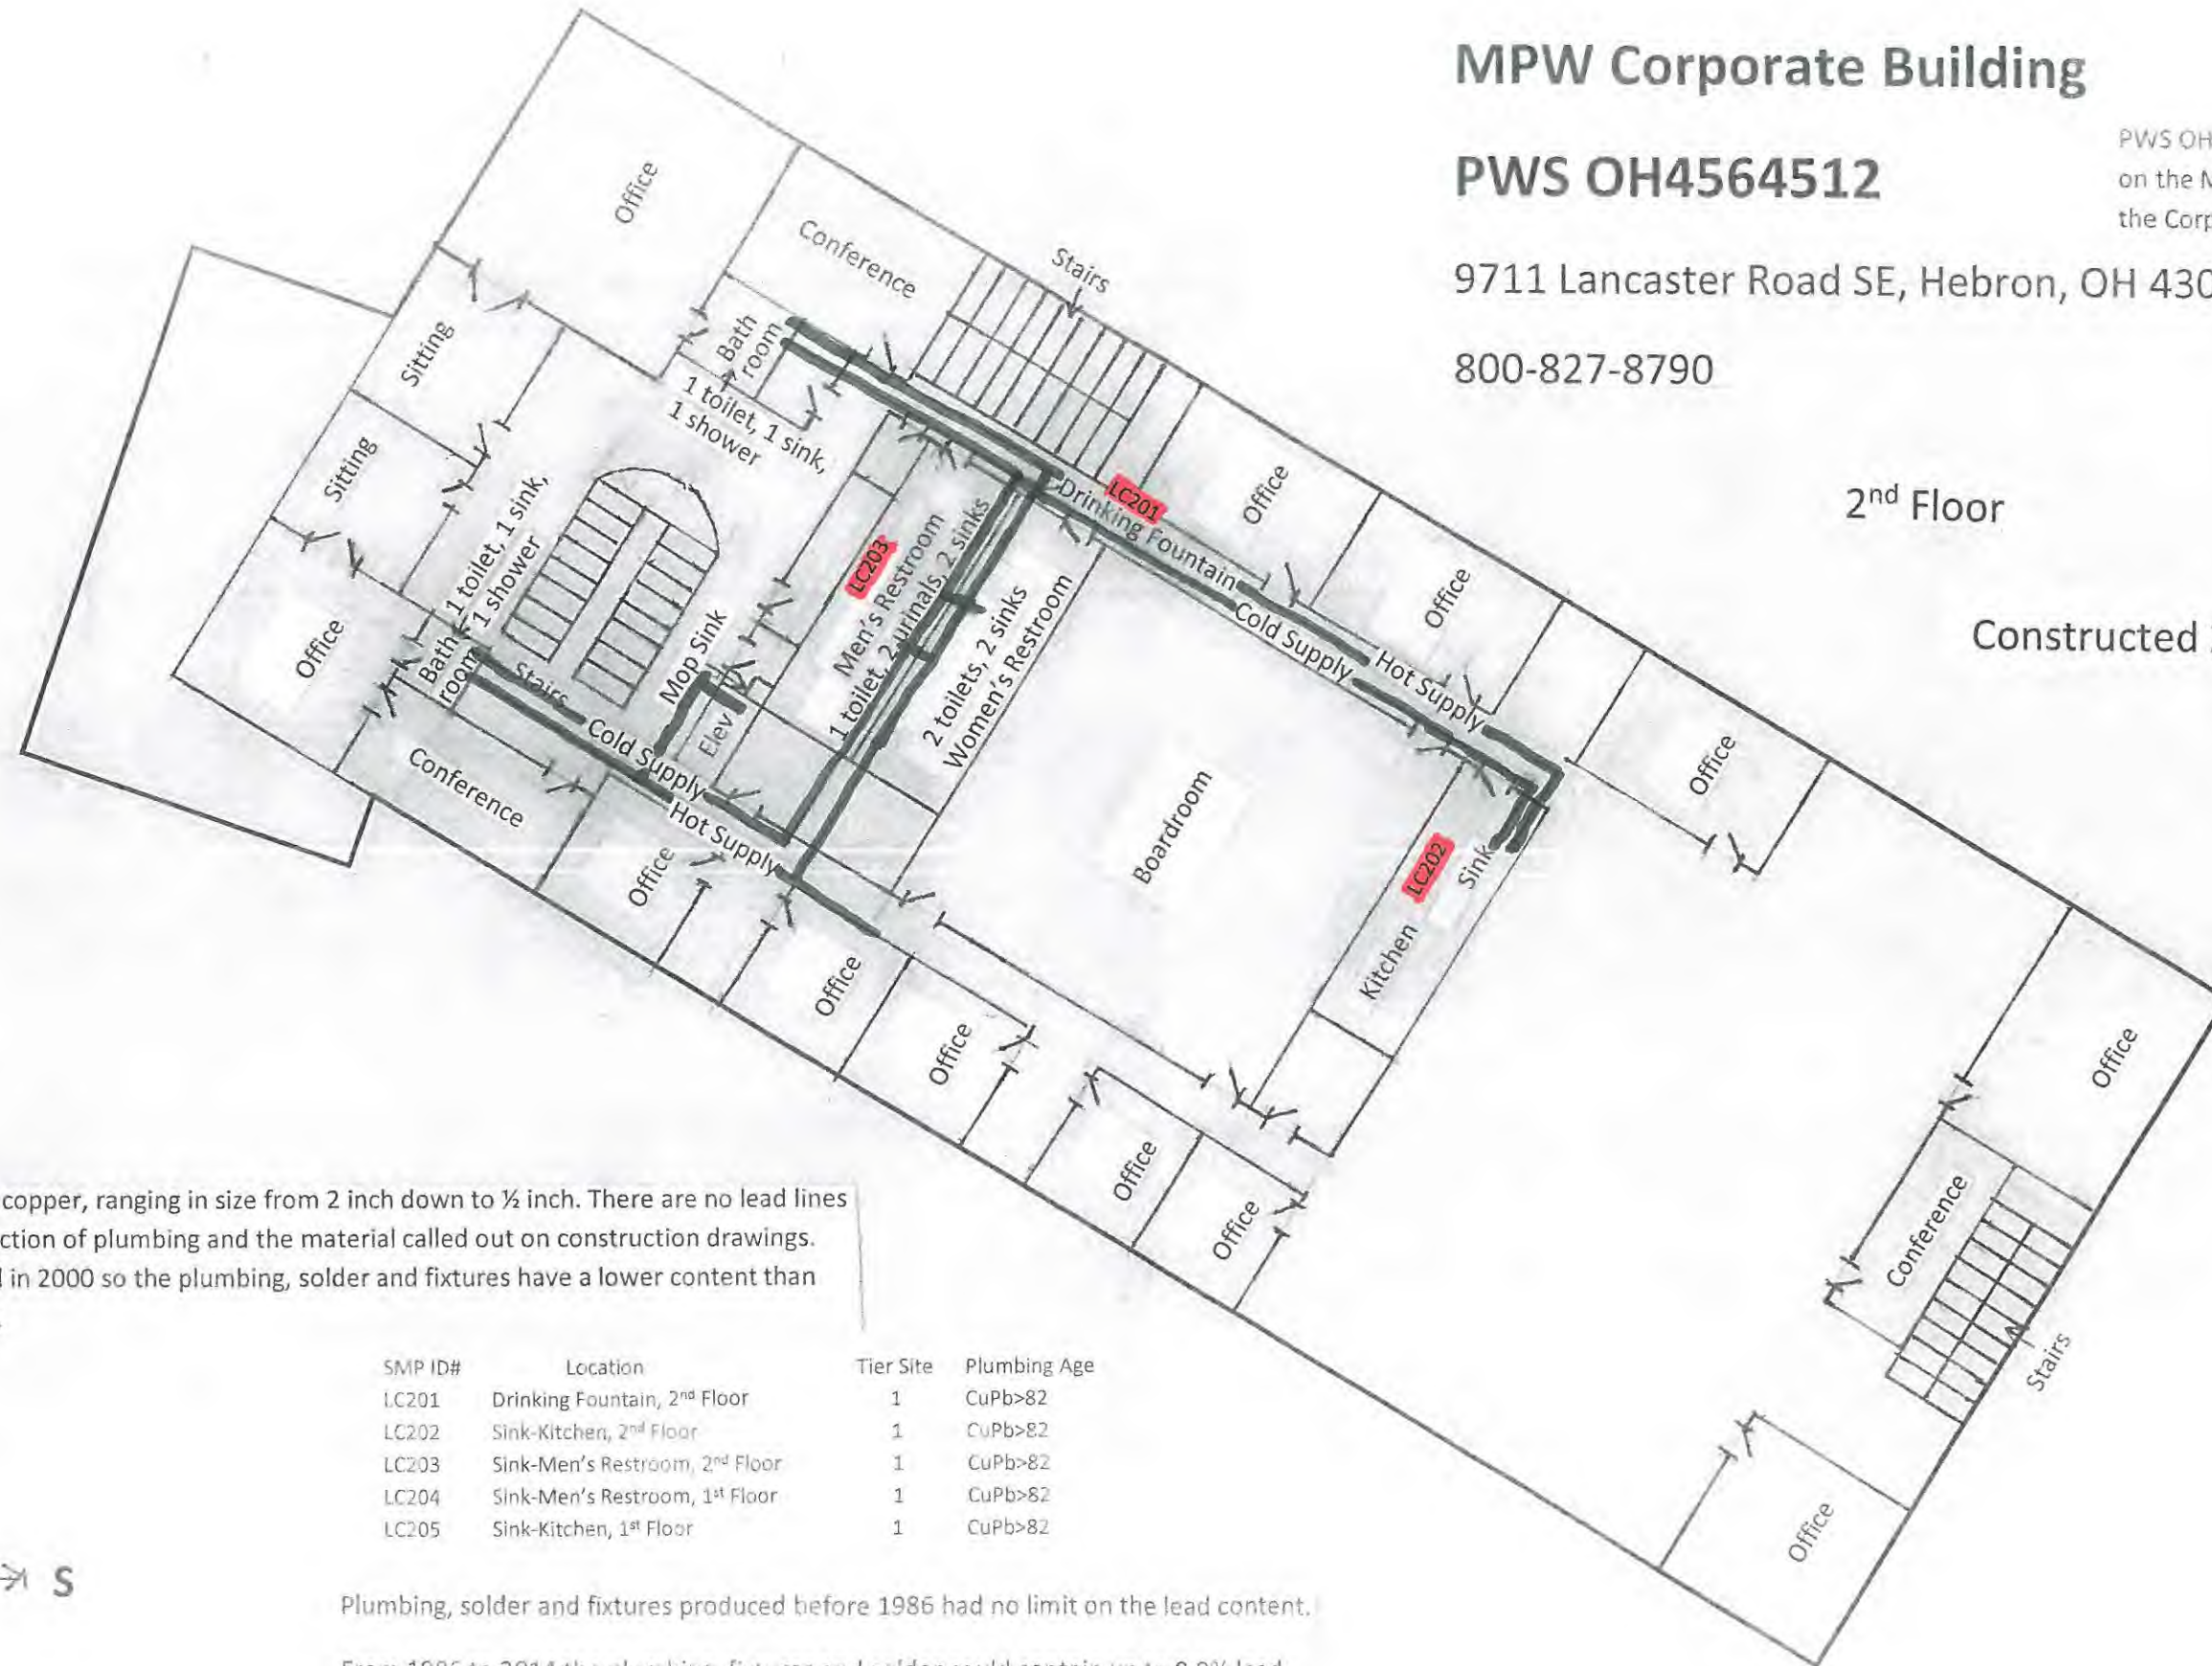 MPW Corporate Building
PWS OH4564512
PWS OH
on the M
the Corp
9711 Lancaster Road SE, Hebron, OH 430
800-827-8790
2nd Floor
Constructed
Office
Conference
Stairs
Sitting
Bath
room
1 toilet, 1 sink,
1 shower
Sitting
1 toilet, 1 sink,
1 shower
Office
Bath
room
Stairs
Mop Sink
Elev
LC203
Men's Restroom
1 toilet, 2 urinals, 2 sinks
2 toilets, 2 sinks
Women's Restroom
LC201
Drinking Fountain
Office
Office
Cold Supply
Hot Supply
Office
Cold Supply
Hot Supply
Conference
Office
Boardroom
LC202
Sink
Kitchen
Office
Office
Office
Office
Office
Conference
Stairs
Office
copper, ranging in size from 2 inch down to ½ inch. There are no lead lines
ction of plumbing and the material called out on construction drawings.
in 2000 so the plumbing, solder and fixtures have a lower content than
SMP ID# Location Tier Site Plumbing Age
LC201 Drinking Fountain, 2nd Floor 1 CuPb>82
LC202 Sink-Kitchen, 2nd Floor 1 CuPb>82
LC203 Sink-Men's Restroom, 2nd Floor 1 CuPb>82
LC204 Sink-Men's Restroom, 1st Floor 1 CuPb>82
LC205 Sink-Kitchen, 1st Floor 1 CuPb>82
S
Plumbing, solder and fixtures produced before 1986 had no limit on the lead content.